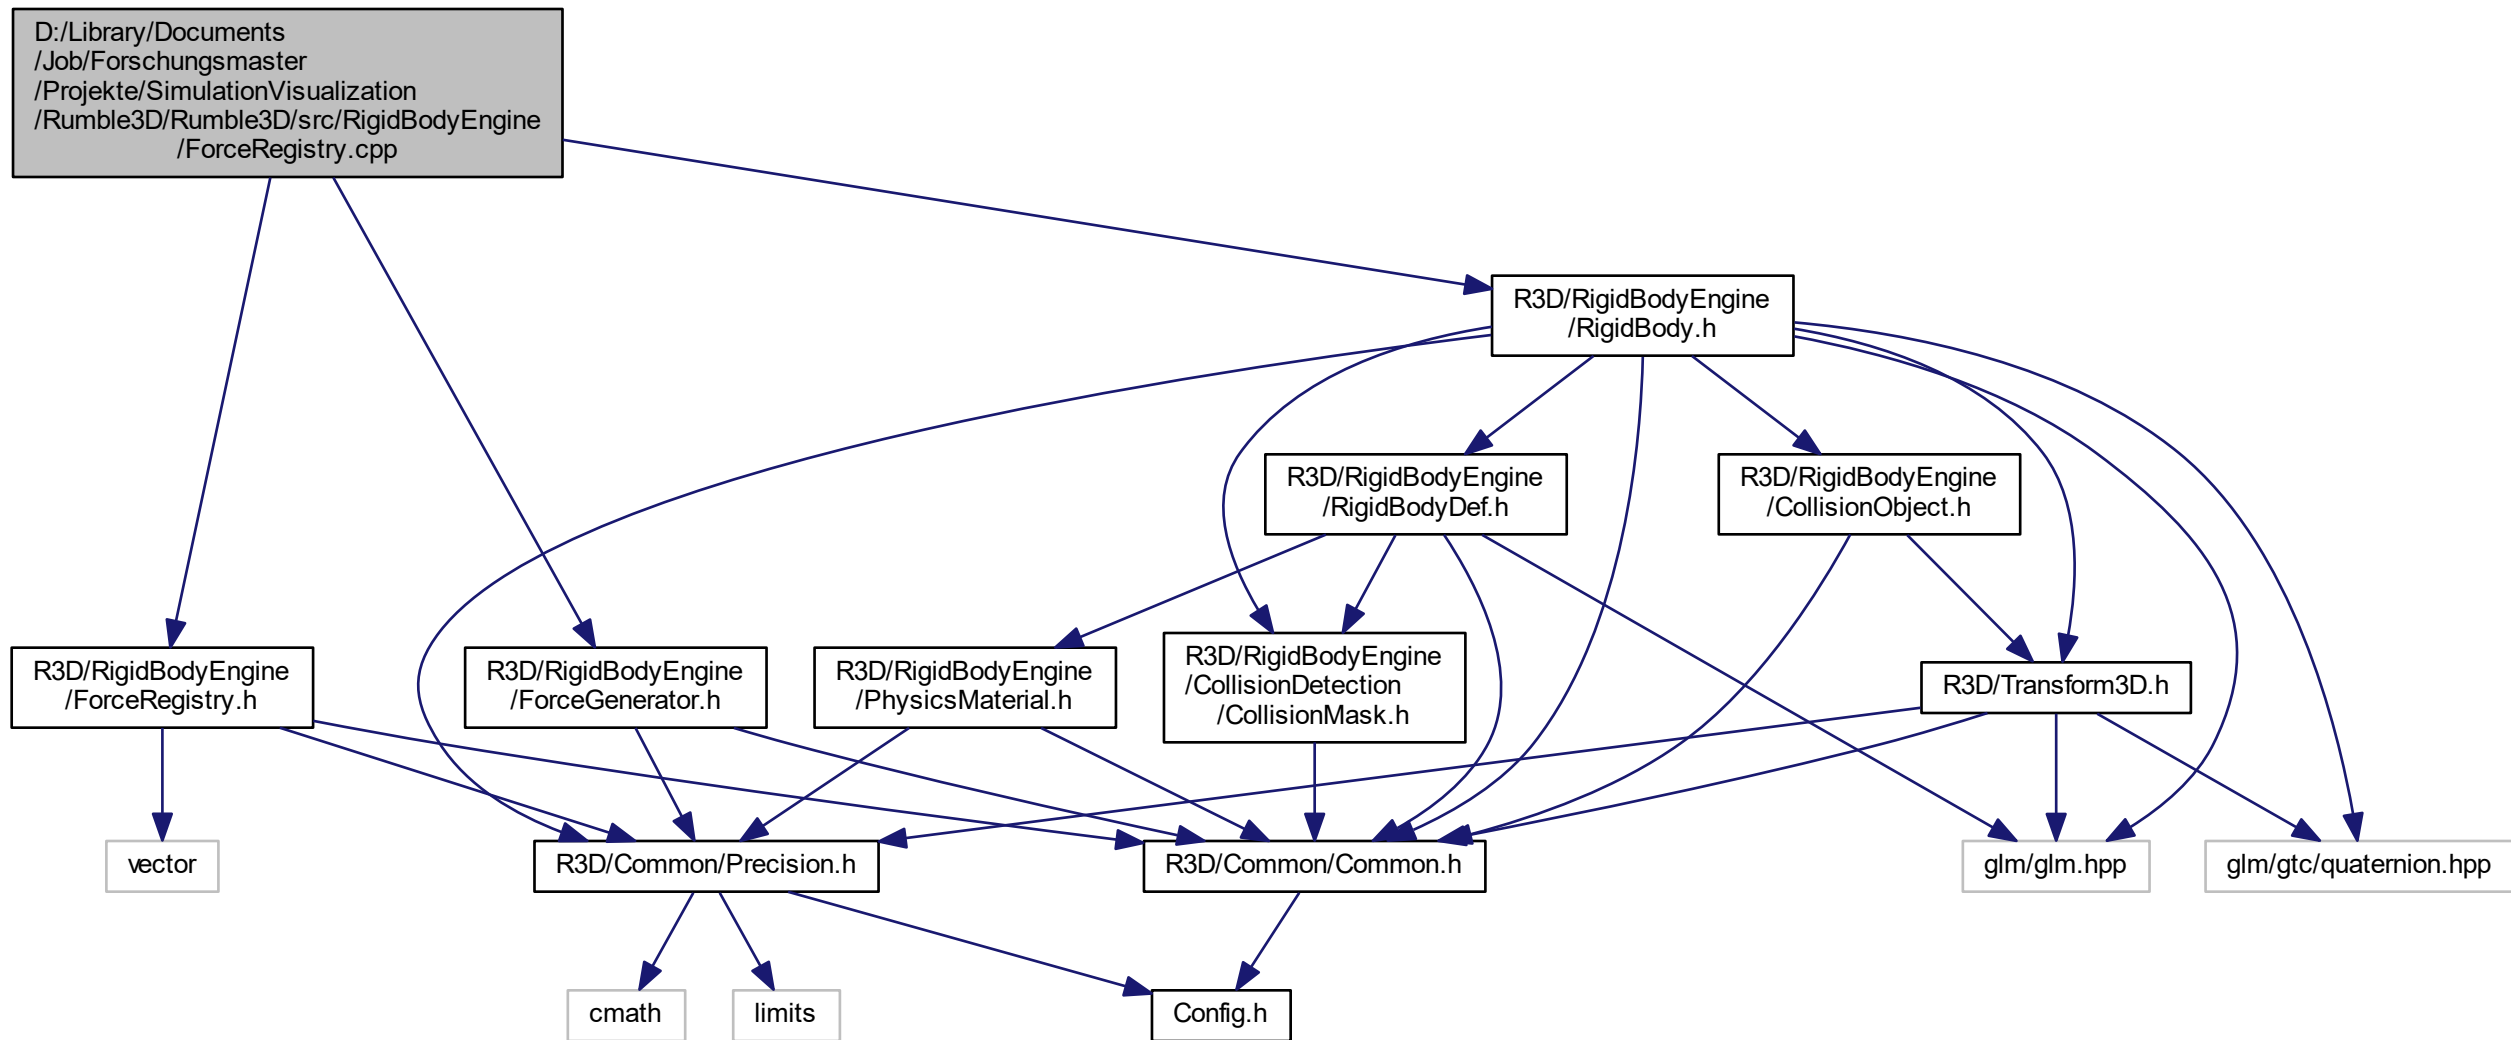 D:/Library/Documents
/Job/Forschungsmaster
/Projekte/SimulationVisualization
/Rumble3D/Rumble3D/src/RigidBodyEngine
/ForceRegistry.cpp
R3D/RigidBodyEngine
/RigidBody.h
R3D/RigidBodyEngine
/RigidBodyDef.h
R3D/RigidBodyEngine
/CollisionObject.h
R3D/RigidBodyEngine
/ForceRegistry.h
R3D/RigidBodyEngine
/ForceGenerator.h
R3D/RigidBodyEngine
/PhysicsMaterial.h
R3D/RigidBodyEngine
/CollisionDetection
/CollisionMask.h
R3D/Transform3D.h
vector
R3D/Common/Precision.h
R3D/Common/Common.h
glm/glm.hpp
glm/gtc/quaternion.hpp
cmath
limits
Config.h